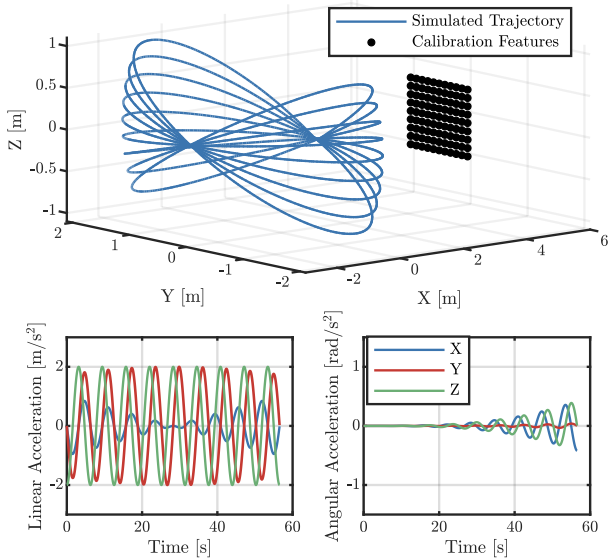 Simulated Trajectory
Calibration Features
1
0.5
0
-0.5
-1
Z [m]
2
1
0
-1
-2
Y [m]
-2
0
2
4
6
X [m]
Linear Acceleration [m/s²]
2
0
-2
0
20
40
60
Time [s]
Angular Acceleration [rad/s²]
1
0
-1
0
20
40
60
Time [s]
X
Y
Z